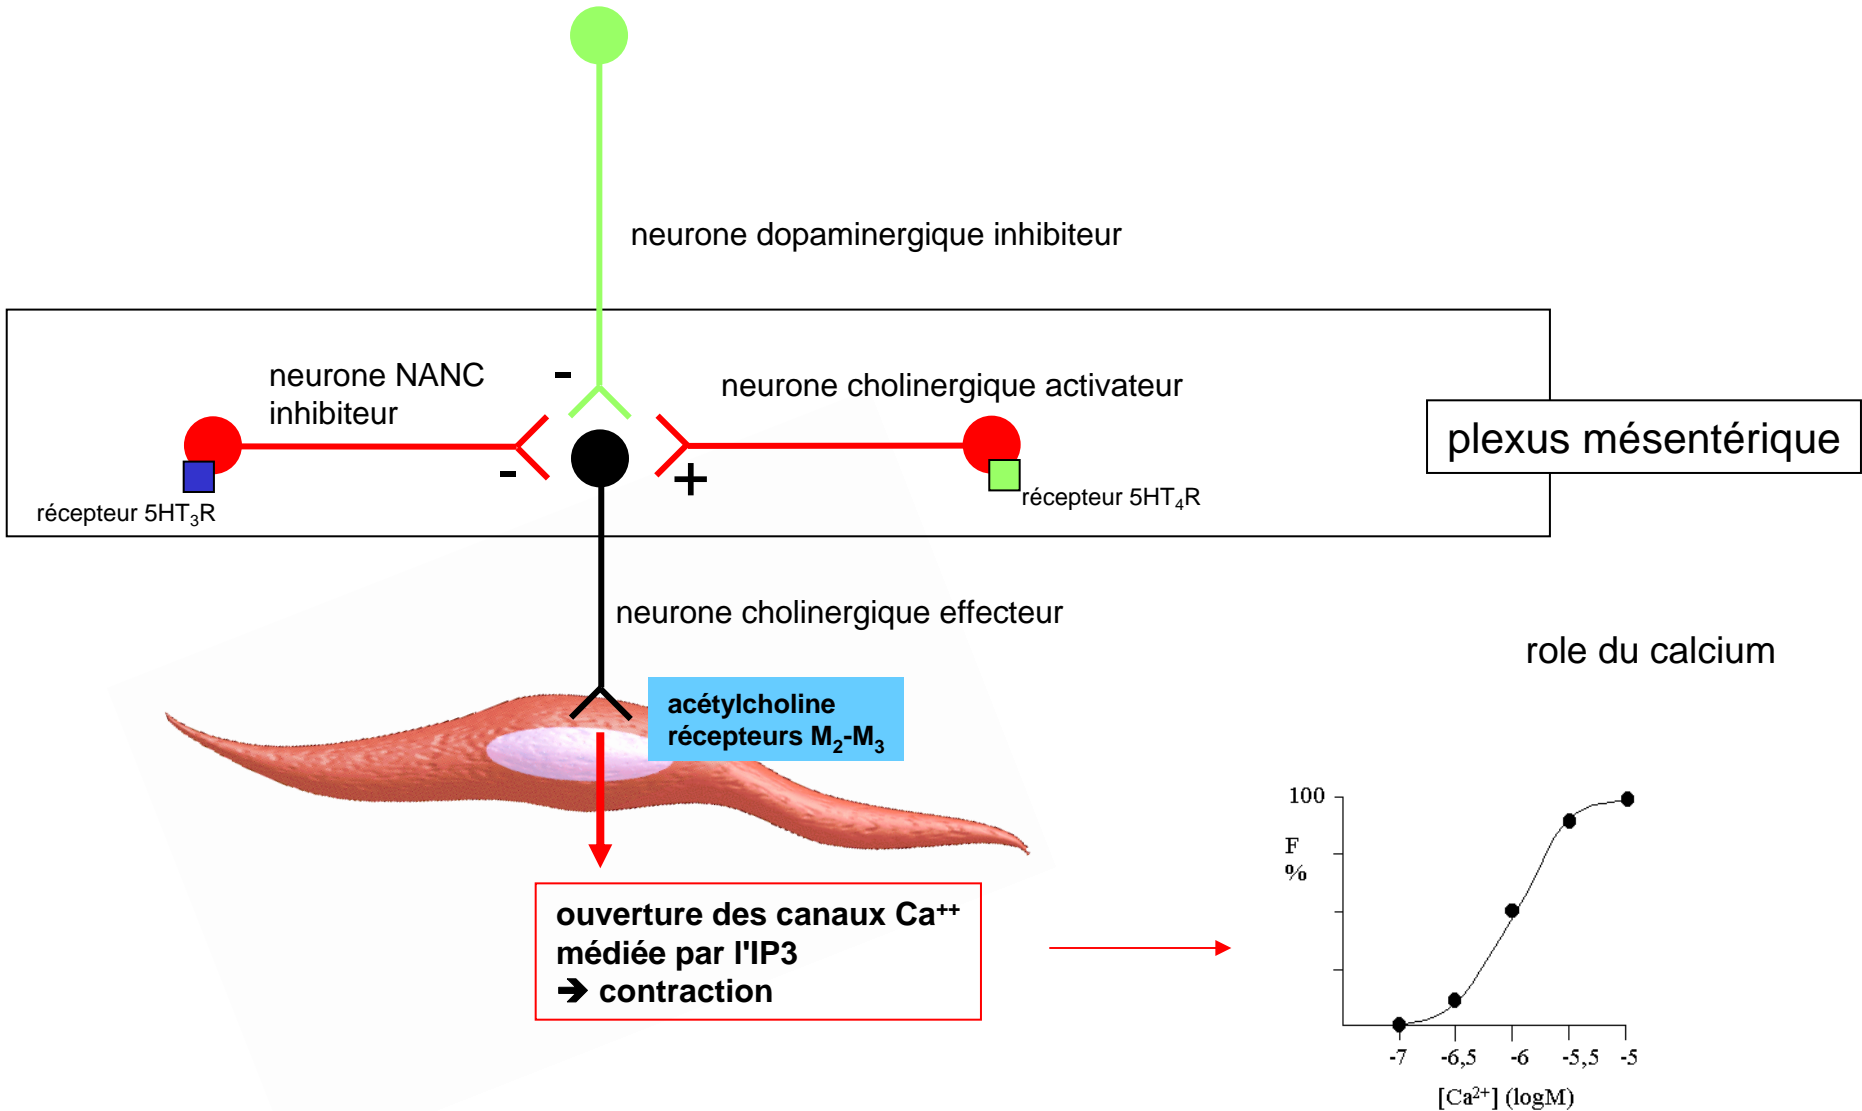 neurone dopaminergique inhibiteur
neurone NANC
inhibiteur
-
neurone cholinergique activateur
plexus mésentérique
-
+
récepteur 5HT₃R
récepteur 5HT₄R
neurone cholinergique effecteur
role du calcium
acétylcholine
récepteurs M₂-M₃
ouverture des canaux Ca⁺⁺
médiée par l'IP3
➔ contraction
100
F
%
-7 -6,5 -6 -5,5 -5
[Ca²⁺] (logM)